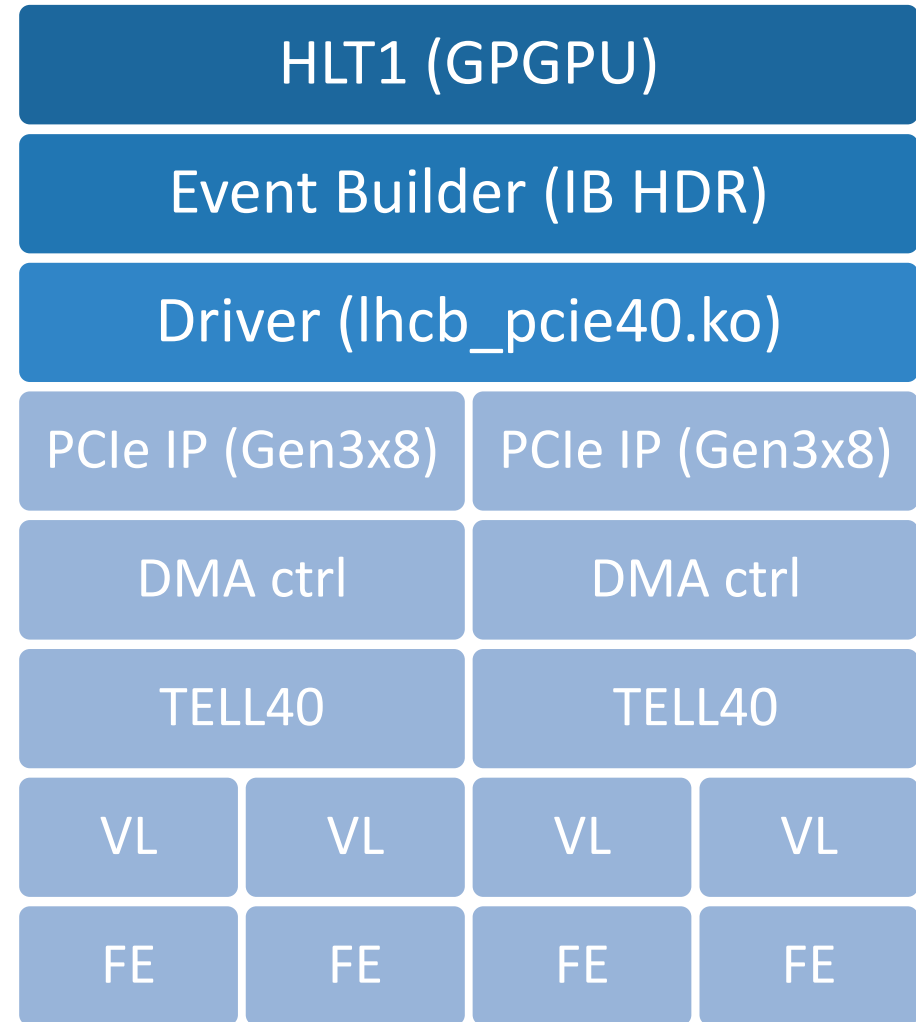 HLT1 (GPGPU)
Event Builder (IB HDR)
Driver (lhcb_pcie40.ko)
PCIe IP (Gen3x8) PCIe IP (Gen3x8)
DMA ctrl DMA ctrl
TELL40 TELL40
VL VL VL VL
FE FE FE FE